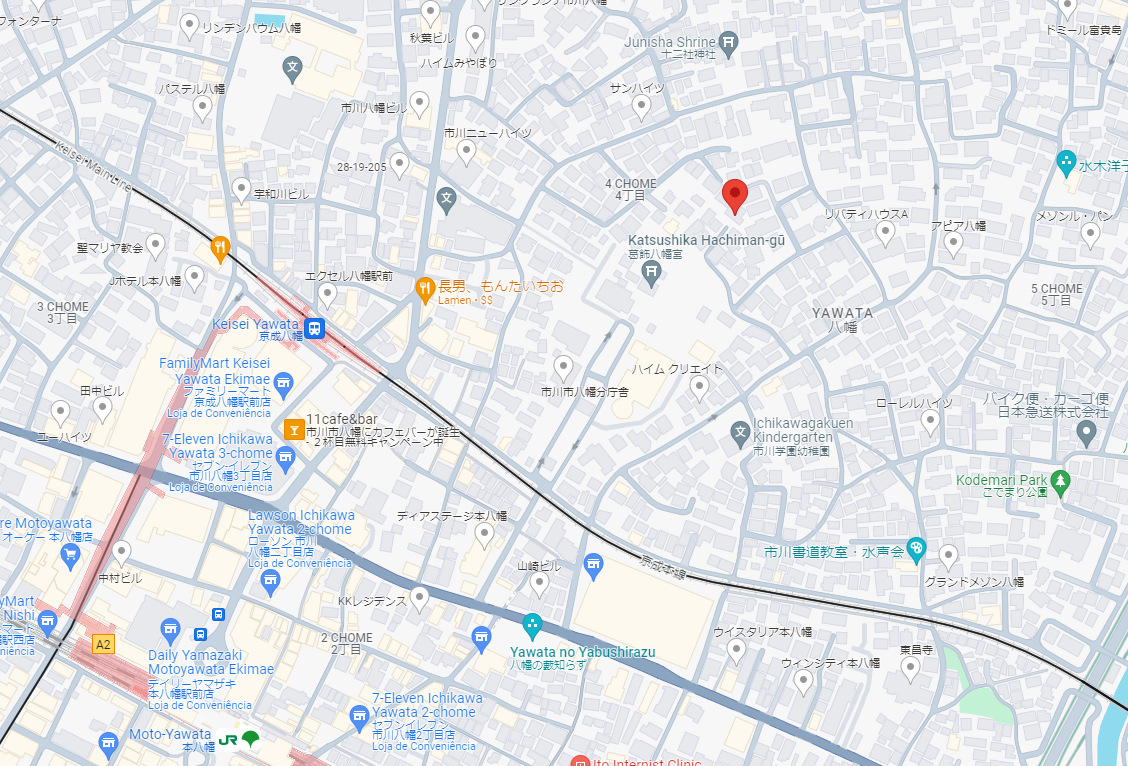 フォンターナ
リンデンバウム八幡
秋葉ビル
ハイムみやぼり
Junisha Shrine
十二社神社
ドミール富貴島
パステル八幡
市川八幡ビル
サンハイツ
市川ニューハイツ
Keisei Main Line
28-19-205
宇和川ビル
4 CHOME
4丁目
水木洋子
リバティハウスA
アピア八幡
メゾンル・パン
聖マリヤ教会
Katsushika Hachiman-gū
葛飾八幡宮
Jホテル本八幡
エクセル八幡駅前
長男、もんたいちお
Lamen・$$
3 CHOME
3丁目
5 CHOME
5丁目
YAWATA
八幡
Keisei Yawata
京成八幡
FamilyMart Keisei
Yawata Ekimae
ファミリーマート
京成八幡駅前店
Loja de Conveniência
田中ビル
ユーハイツ
11cafe&bar
市川市八幡にカフェバーが誕生
・２杯目無料キャンペーン中
市川市八幡分庁舎
ハイム クリエイト
ローレルハイツ
バイク便・カーゴ便
日本急送株式会社
Ichikawagakuen
Kindergarten
市川学園幼稚園
7-Eleven Ichikawa
Yawata 3-chome
セブン-イレブン
市川八幡3丁目店
Loja de Conveniência
Kodemari Park
こでまり公園
re Motoyawata
オーケー 本八幡店
Lawson Ichikawa
Yawata 2-chome
ローソン 市川
八幡二丁目店
Loja de Conveniência
ディアステージ本八幡
市川書道教室・水声会
グランドメゾン八幡
京成本線
中村ビル
山崎ビル
KKレジデンス
yMart
Nishi
マート
駅西店
niência
A2
2 CHOME
2丁目
Yawata no Yabushirazu
八幡の藪知らず
ウイスタリア本八幡
東昌寺
ウィンシティ本八幡
Daily Yamazaki
Motoyawata Ekimae
デイリーヤマザキ
本八幡駅前店
Loja de Conveniência
7-Eleven Ichikawa
Yawata 2-chome
セブンイレブン
市川八幡2丁目店
Loja de Conveniência
Moto-Yawata
本八幡
JR
Ito Internist Clinic